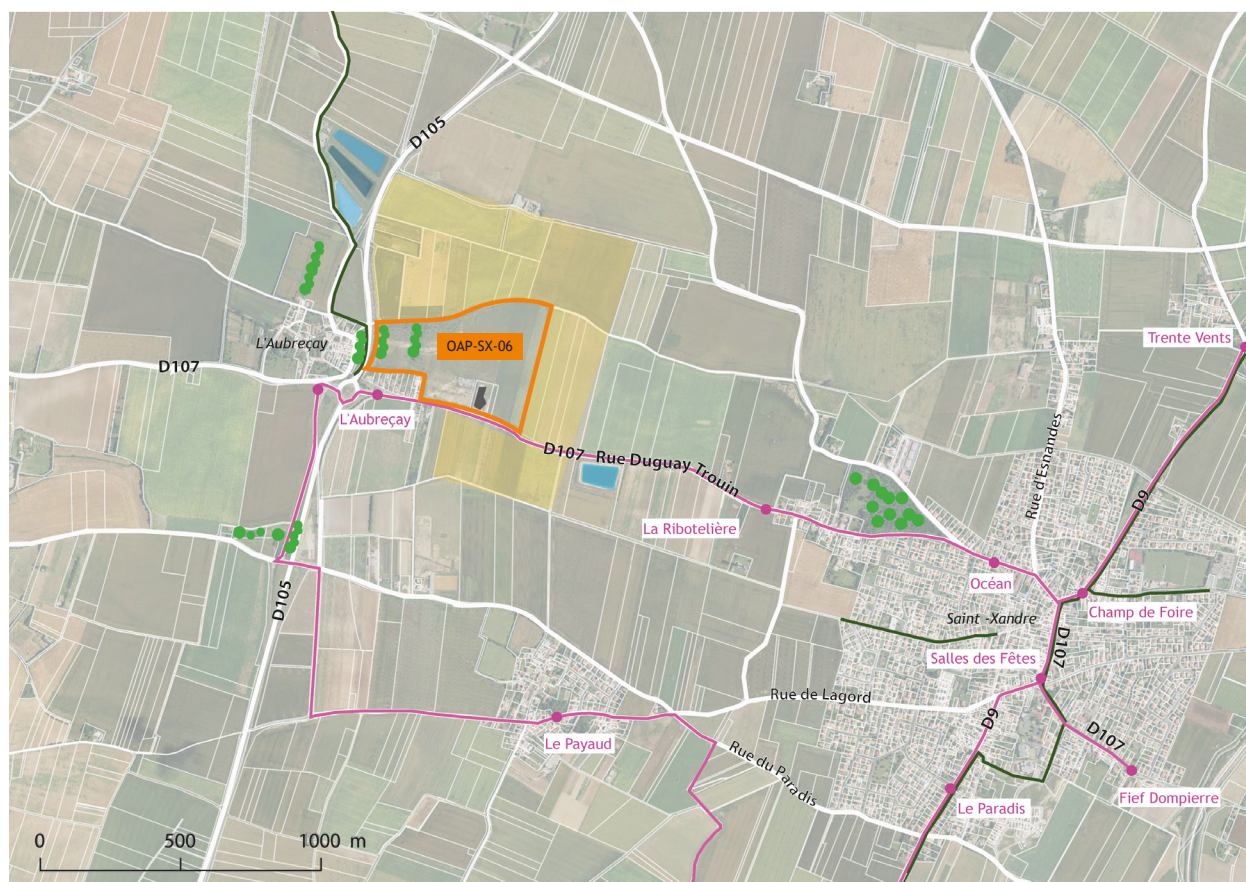 D105
L'Aubreçay
OAP-SX-06
Trente Vents
D107
L'Aubreçay
D107 Rue Duguay Trouin
Rue d'Esnandes
D9
La Ribotelière
Océan
Champ de Foire
Saint -Xandre
D105
D107
Salles des Fêtes
Rue de Lagord
D9
D107
Le Payaud
Rue du Paradis
Fief Dompierre
Le Paradis
0 500 1000 m